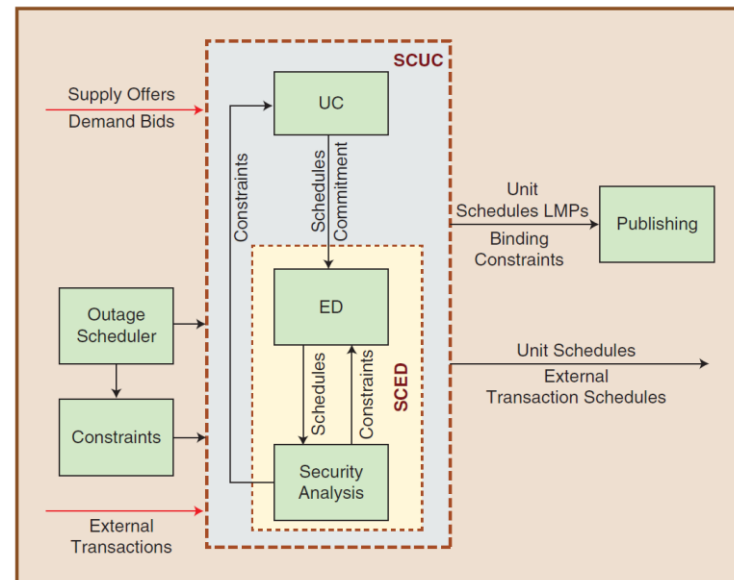 SCUC
Supply Offers
Demand Bids
UC
Constraints
Schedules
Commitment
Unit
Schedules LMPs
Binding
Constraints
Publishing
Outage
Scheduler
ED
SCED
Unit Schedules
External
Transaction Schedules
Schedules
Constraints
Constraints
Security
Analysis
External
Transactions